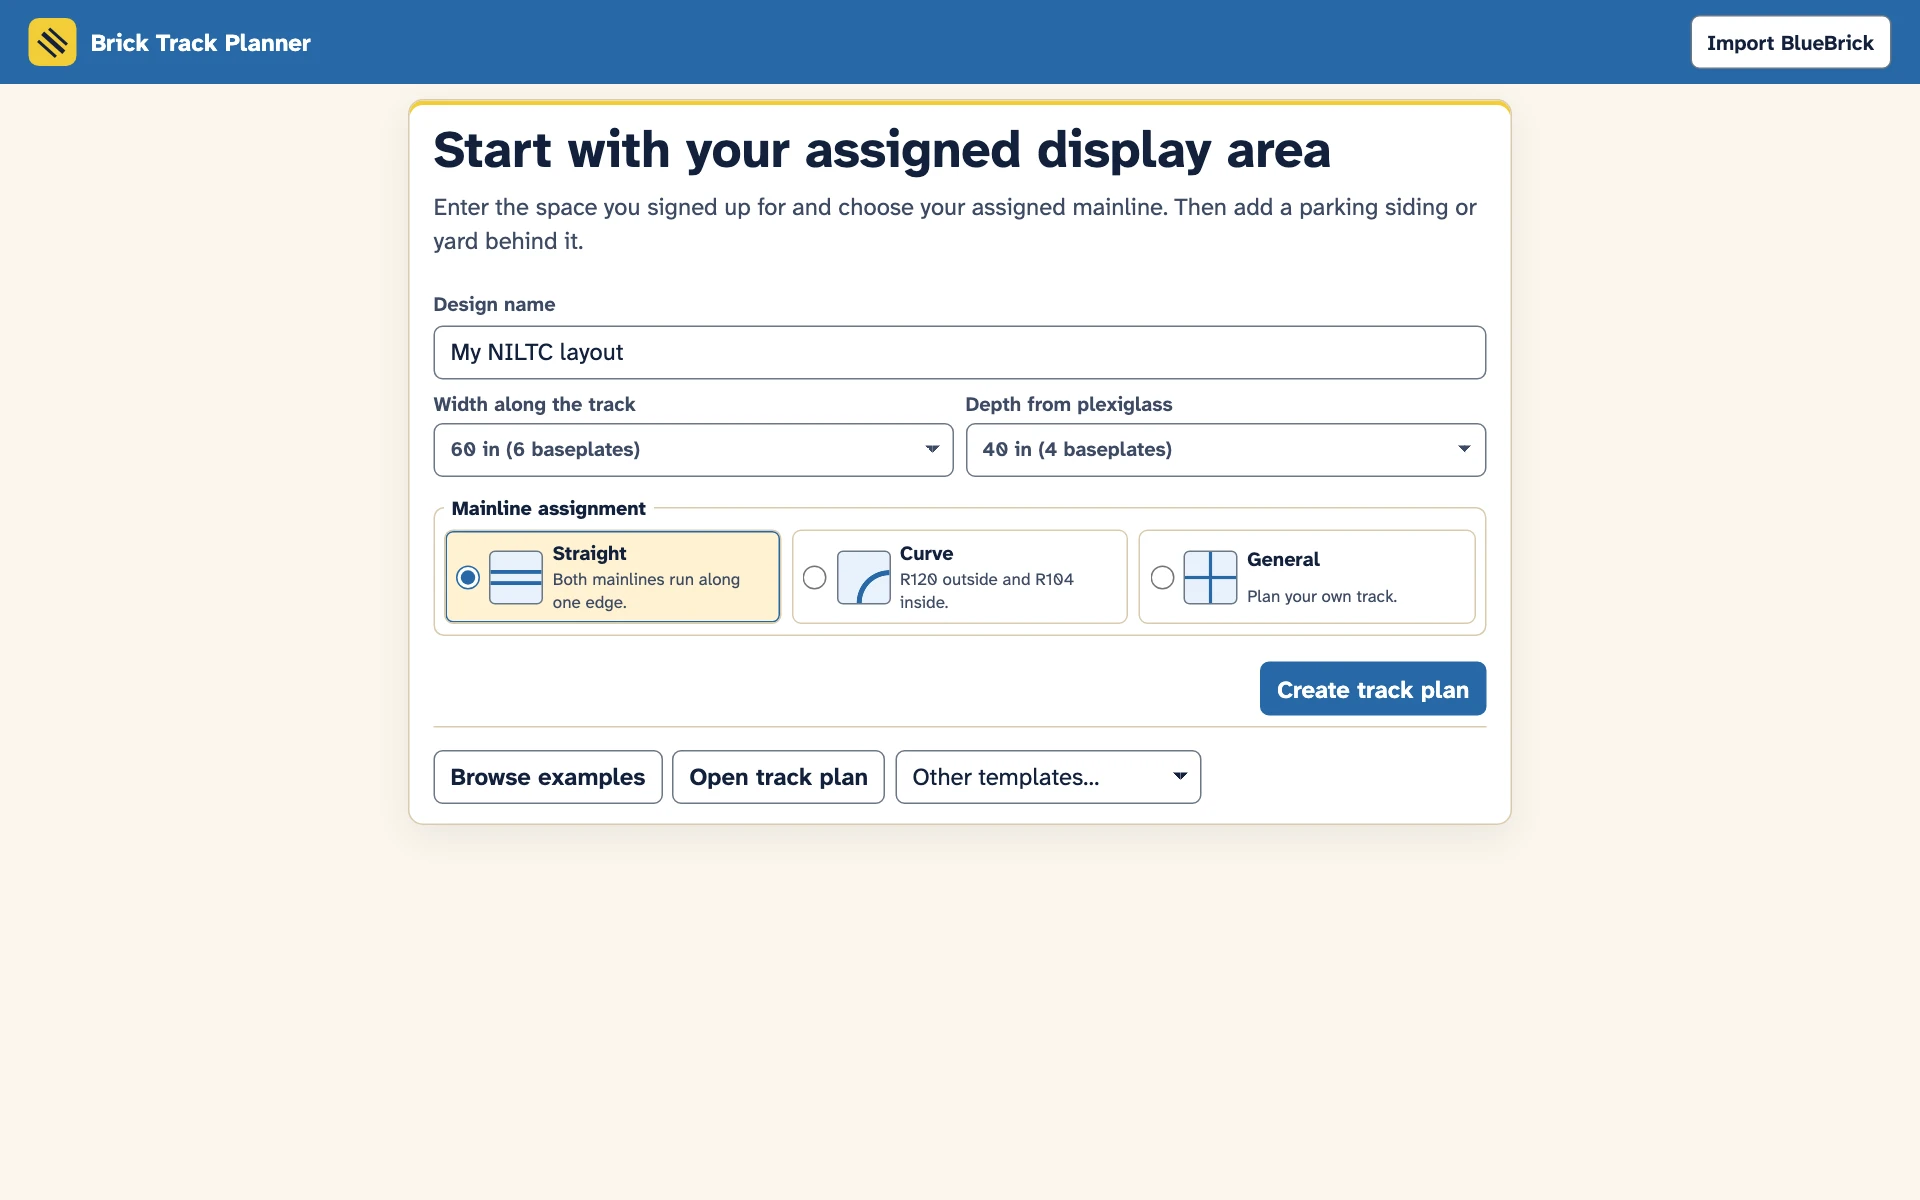 Brick Track Planner
Import BlueBrick
Start with your assigned display area
Enter the space you signed up for and choose your assigned mainline. Then add a parking siding or
yard behind it.
Design name
My NILTC layout
Width along the track
Depth from plexiglass
60 in (6 baseplates)
40 in (4 baseplates)
Mainline assignment
Straight
Both mainlines run along
one edge.
Curve
R120 outside and R104
inside.
General
Plan your own track.
Create track plan
Browse examples
Open track plan
Other templates...